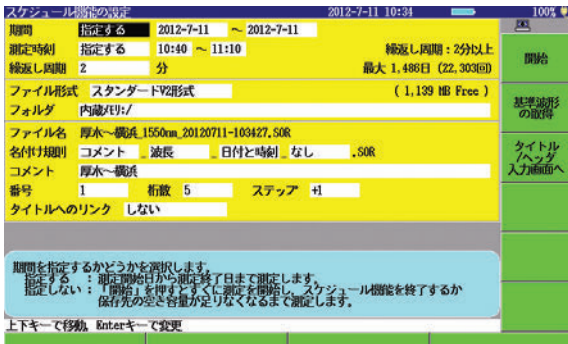 スケジュール機能の設定 2012-7-11 10:34 100%
期間 指定する 2012-7-11 ～ 2012-7-11
測定時刻 指定する 10:40 ～ 11:10 繰返し周期：2分以上
繰返し周期 2 分 最大 1,486日 (22,303回)
ファイル形式 スタンダードV2形式 (1,139 MB Free)
フォルダ 内蔵メモリ:/
ファイル名 厚木～横浜_1550nm_20120711-103427.SOR
名付け規則 コメント _ 波長 _ 日付と時刻 _ なし .SOR
コメント 厚木～横浜
番号 1 桁数 5 ステップ +1
タイトルへのリンク しない
期間を指定するかどうかを選択します。
指定する ：測定開始日から測定終了日まで測定します。
指定しない：「開始」を押すとすぐに測定を開始し、スケジュール機能を終了するか
保存先の空き容量が足りなくなるまで測定します。
上下キーで移動, Enterキーで変更
開始
基準波形
の取得
タイトル
/ヘッダ
入力画面へ